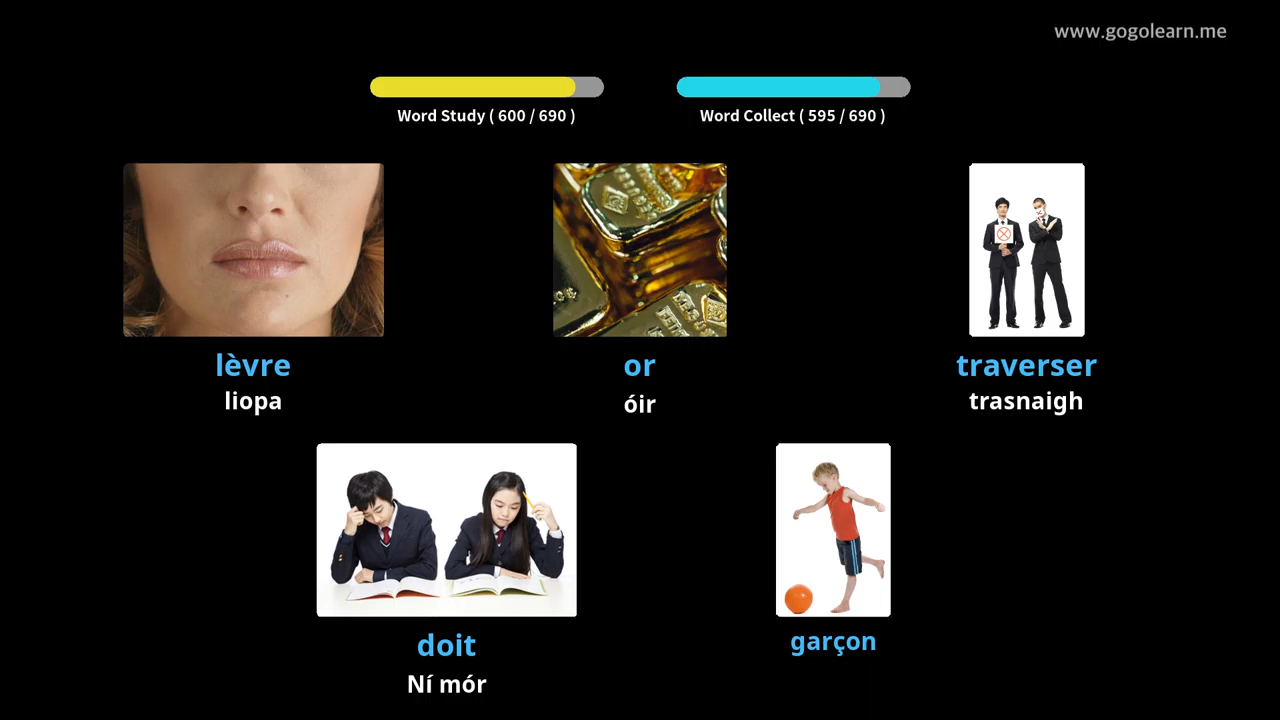 www.gogolearn.me
Word Study ( 600 / 690 )
Word Collect ( 595 / 690 )
lèvre
liopa
or
óir
traverser
trasnaigh
doit
Ní mór
garçon